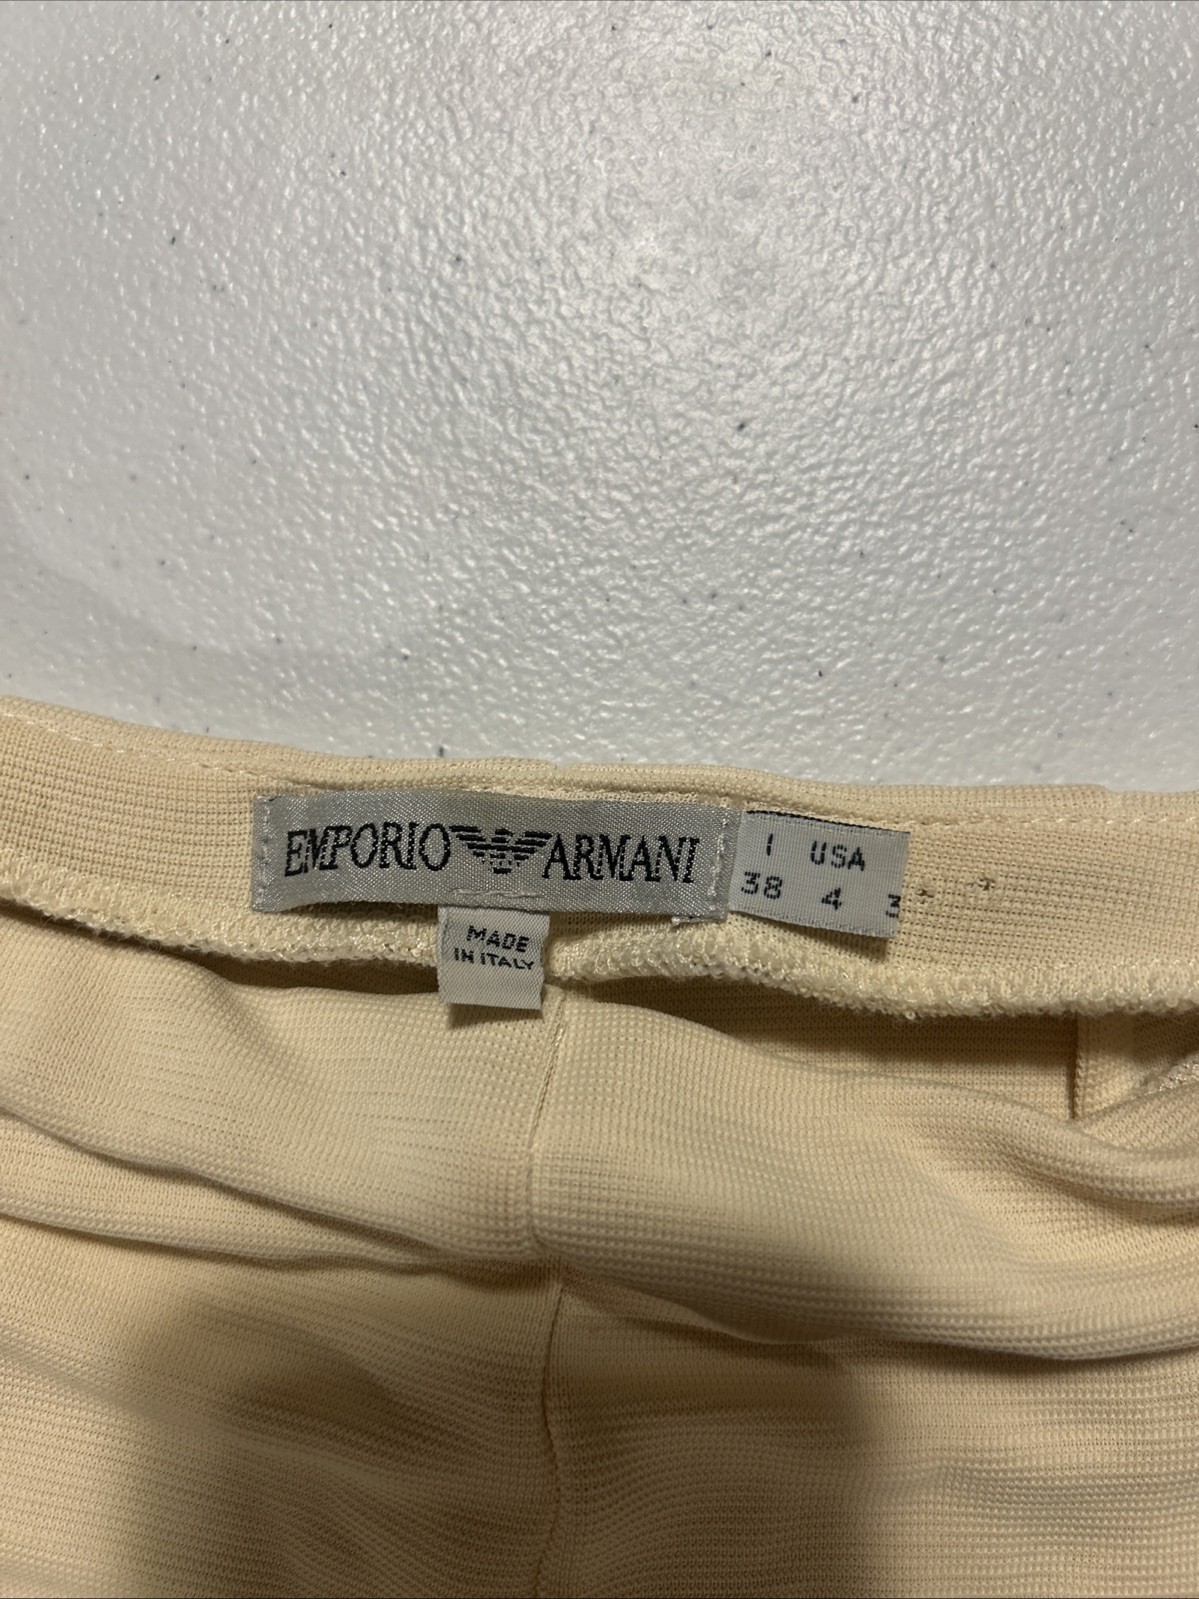 EMPORIO ARMANI
I USA
38 4 3
MADE
IN ITALY